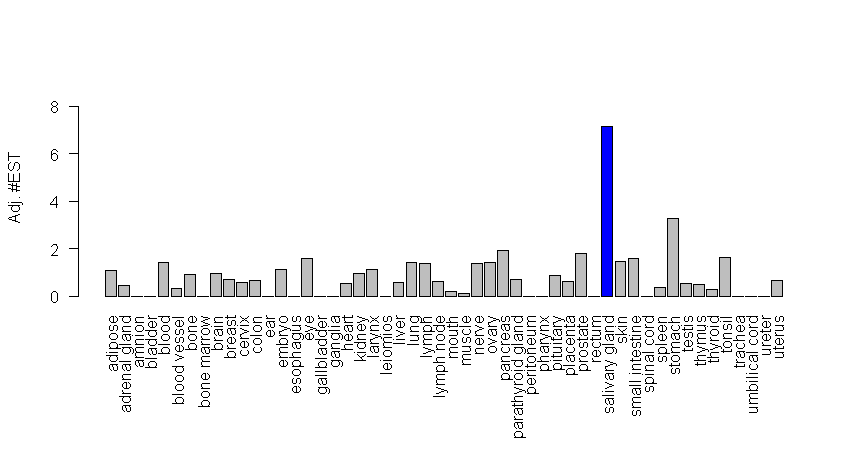 8
6
4
2
0
Adj. #EST
adipose
adrenal gland
amnion
bladder
blood
blood vessel
bone
bone marrow
brain
breast
cervix
colon
ear
embryo
esophagus
eye
gallbladder
ganglia
heart
kidney
larynx
leiomios
liver
lung
lymph
lymph node
mouth
muscle
nerve
ovary
pancreas
parathyroid gland
peritoneum
pharynx
pituitary
placenta
prostate
rectum
salivary gland
skin
small intestine
spinal cord
spleen
stomach
testis
thymus
thyroid
tonsil
trachea
umbilical cord
ureter
uterus